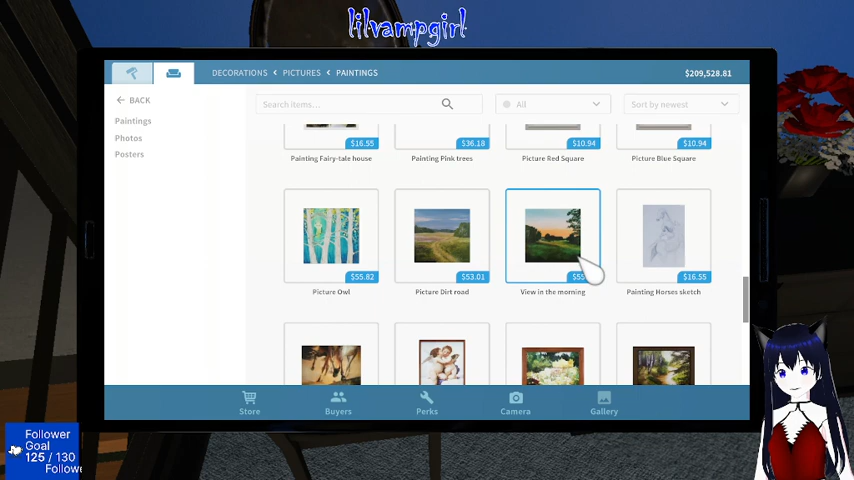 lilvampgirl
DECORATIONS < PICTURES < PAINTINGS
$209,528.81
BACK
Search items...
All
Sort by newest
Paintings
Photos
Posters
$16.55
$36.18
$10.94
$10.94
Painting Fairy-tale house
Painting Pink trees
Picture Red Square
Picture Blue Square
$55.82
$53.01
$16.55
Picture Owl
Picture Dirt road
View in the morning
Painting Horses sketch
Store
Buyers
Perks
Camera
Gallery
Follower
Goal
125 / 130
Followe